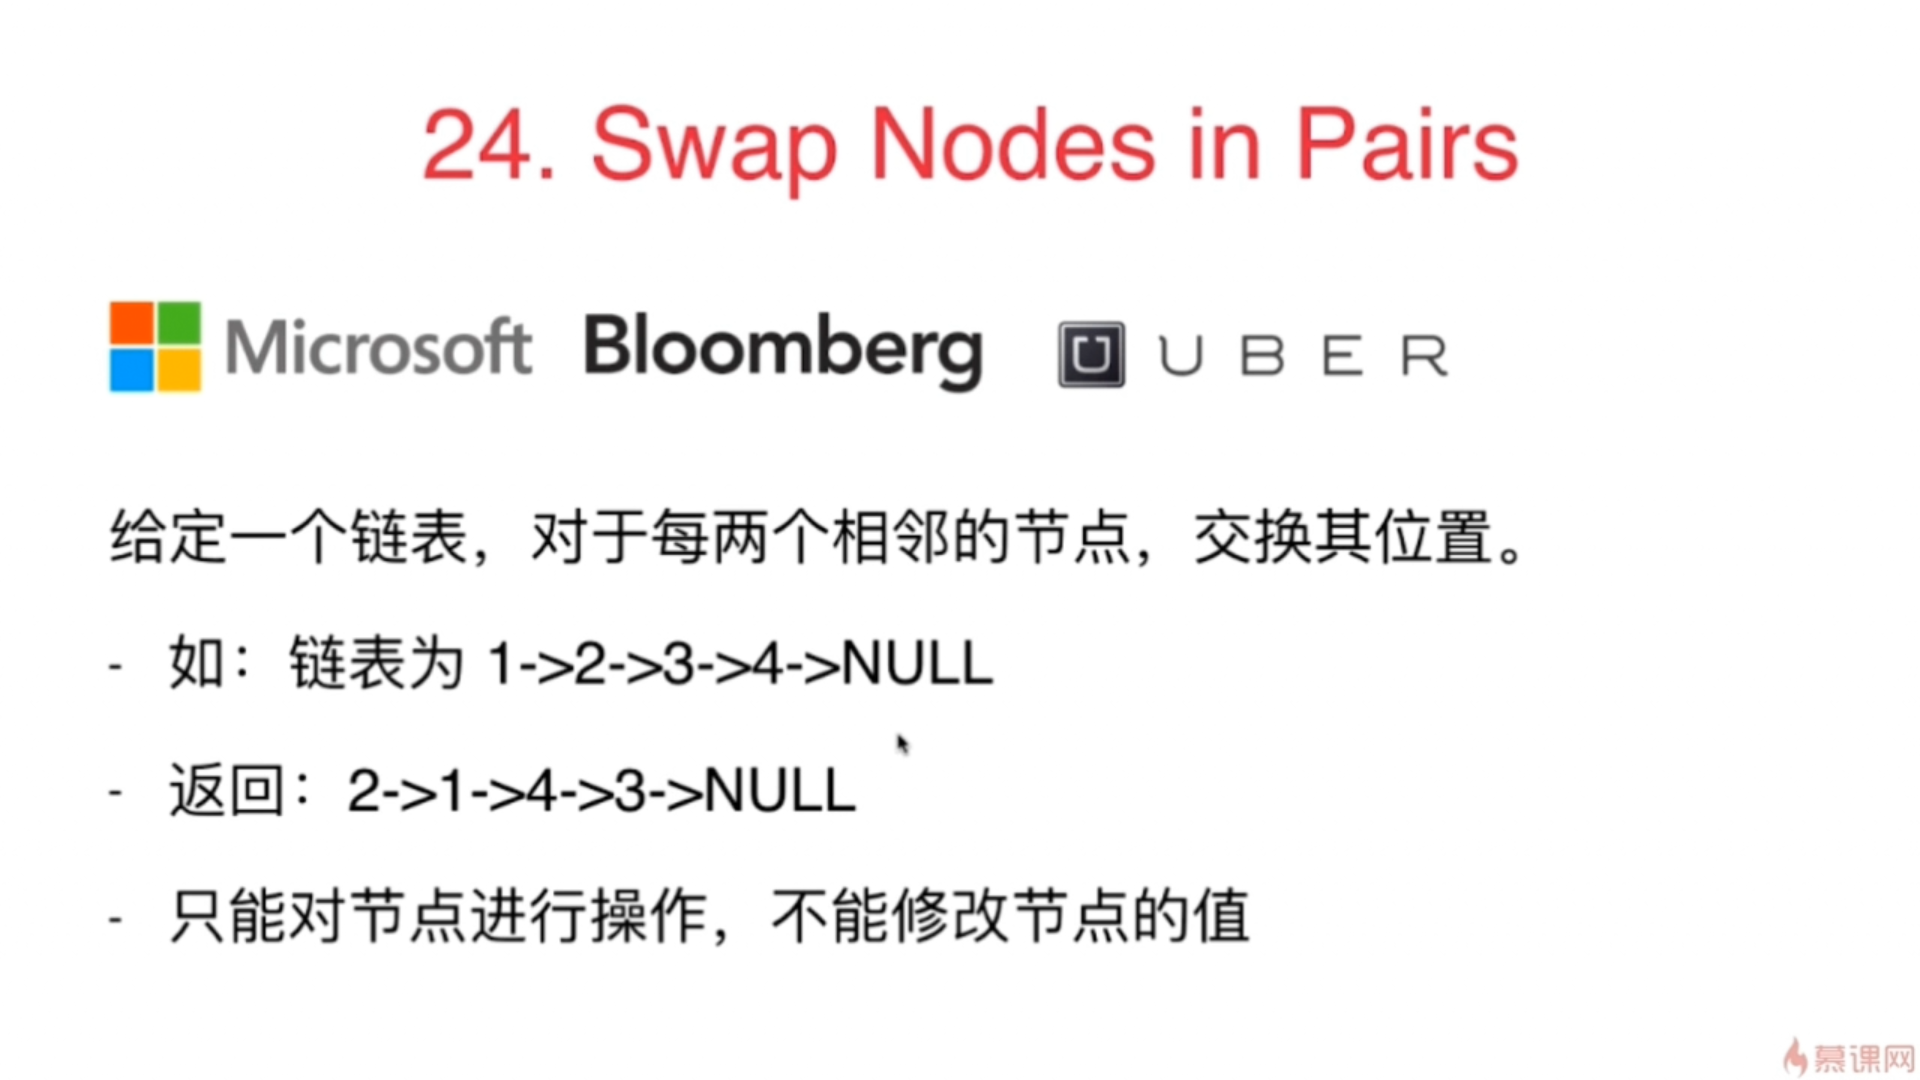 24. Swap Nodes in Pairs
Microsoft Bloomberg UBER
给定一个链表，对于每两个相邻的节点，交换其位置。
- 如：链表为 1->2->3->4->NULL
- 返回：2->1->4->3->NULL
- 只能对节点进行操作，不能修改节点的值
慕课网